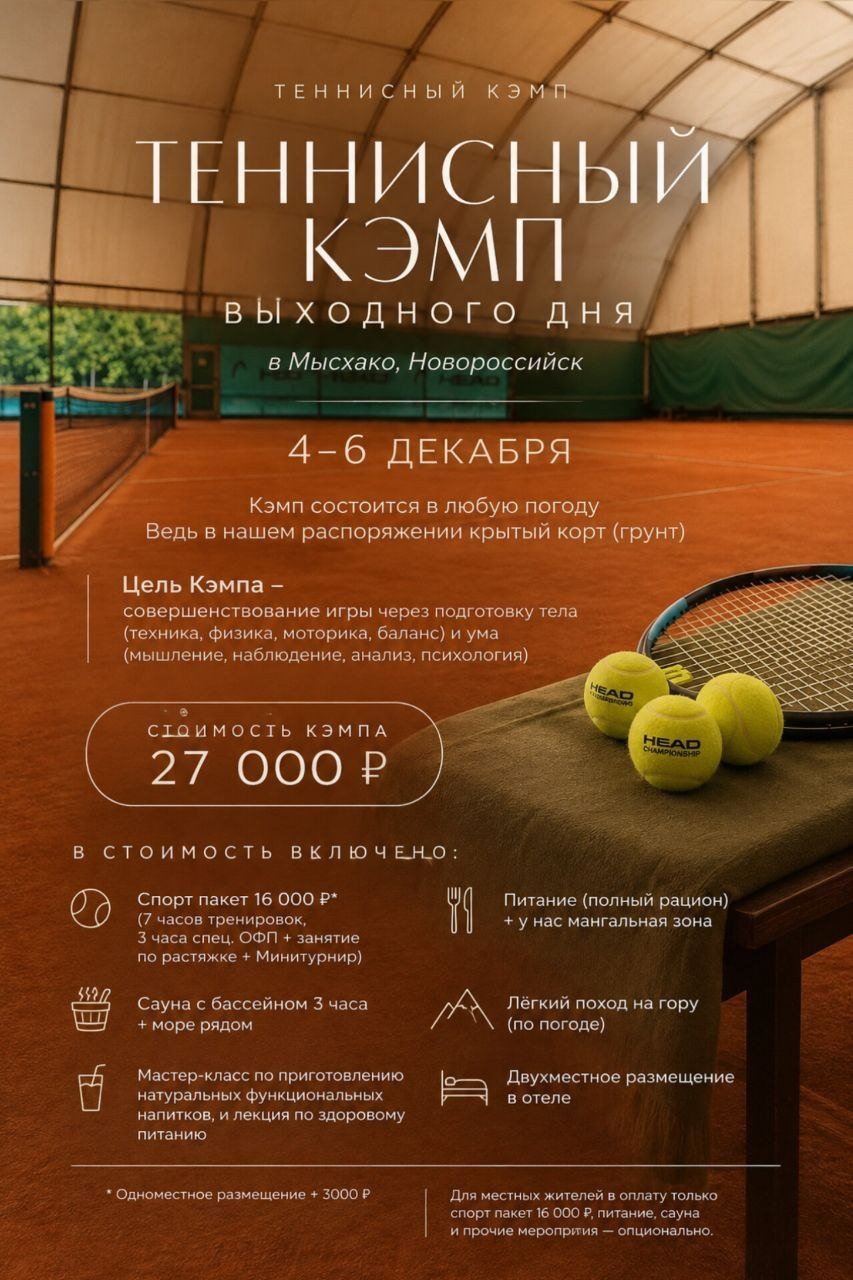 ТЕННИСНЫЙ КЭМП
ТЕННИСНЫЙ
КЭМП
ВЫХОДНОГО ДНЯ
в Мысхако, Новороссийск
4–6 ДЕКАБРЯ
Кэмп состоится в любую погоду
Ведь в нашем распоряжении крытый корт (грунт)
Цель Кэмпа –
совершенствование игры через подготовку тела
(техника, физика, моторика, баланс) и ума
(мышление, наблюдение, анализ, психология)
HEAD
HEAD
CHAMPIONSHIP
СТОИМОСТЬ КЭМПА
27 000 ₽
В СТОИМОСТЬ ВКЛЮЧЕНО:
Спорт пакет 16 000 ₽*
(7 часов тренировок,
3 часа спец. ОФП + занятие
по растяжке + Минитурнир)
Питание (полный рацион)
+ у нас мангальная зона
Сауна с бассейном 3 часа
+ море рядом
Лёгкий поход на гору
(по погоде)
Мастер-класс по приготовлению
натуральных функциональных
напитков, и лекция по здоровому
питанию
Двухместное размещение
в отеле
* Одноместное размещение + 3000 ₽
Для местных жителей в оплату только
спорт пакет 16 000 ₽, питание, сауна
и прочие мероприятия — опционально.